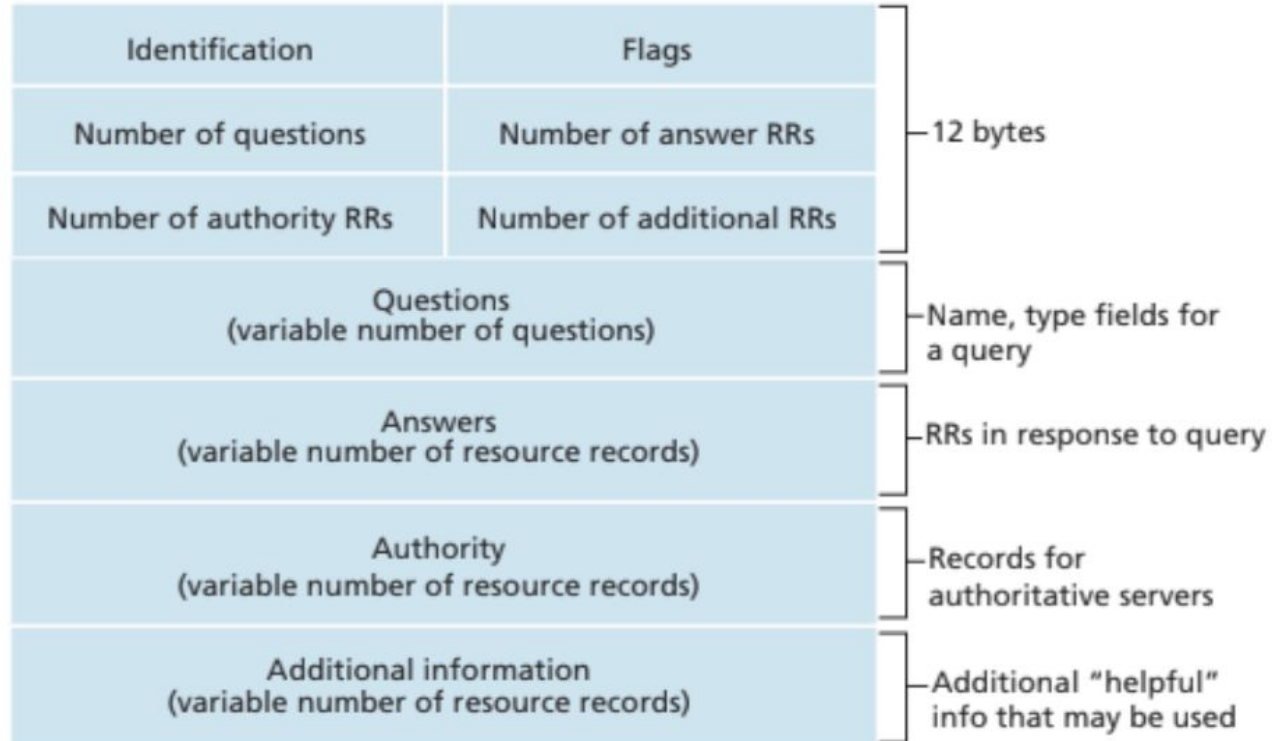 Identification
Flags
Number of questions
Number of answer RRs
12 bytes
Number of authority RRs
Number of additional RRs
Questions
(variable number of questions)
Name, type fields for
a query
Answers
(variable number of resource records)
RRs in response to query
Authority
(variable number of resource records)
Records for
authoritative servers
Additional information
(variable number of resource records)
Additional “helpful”
info that may be used